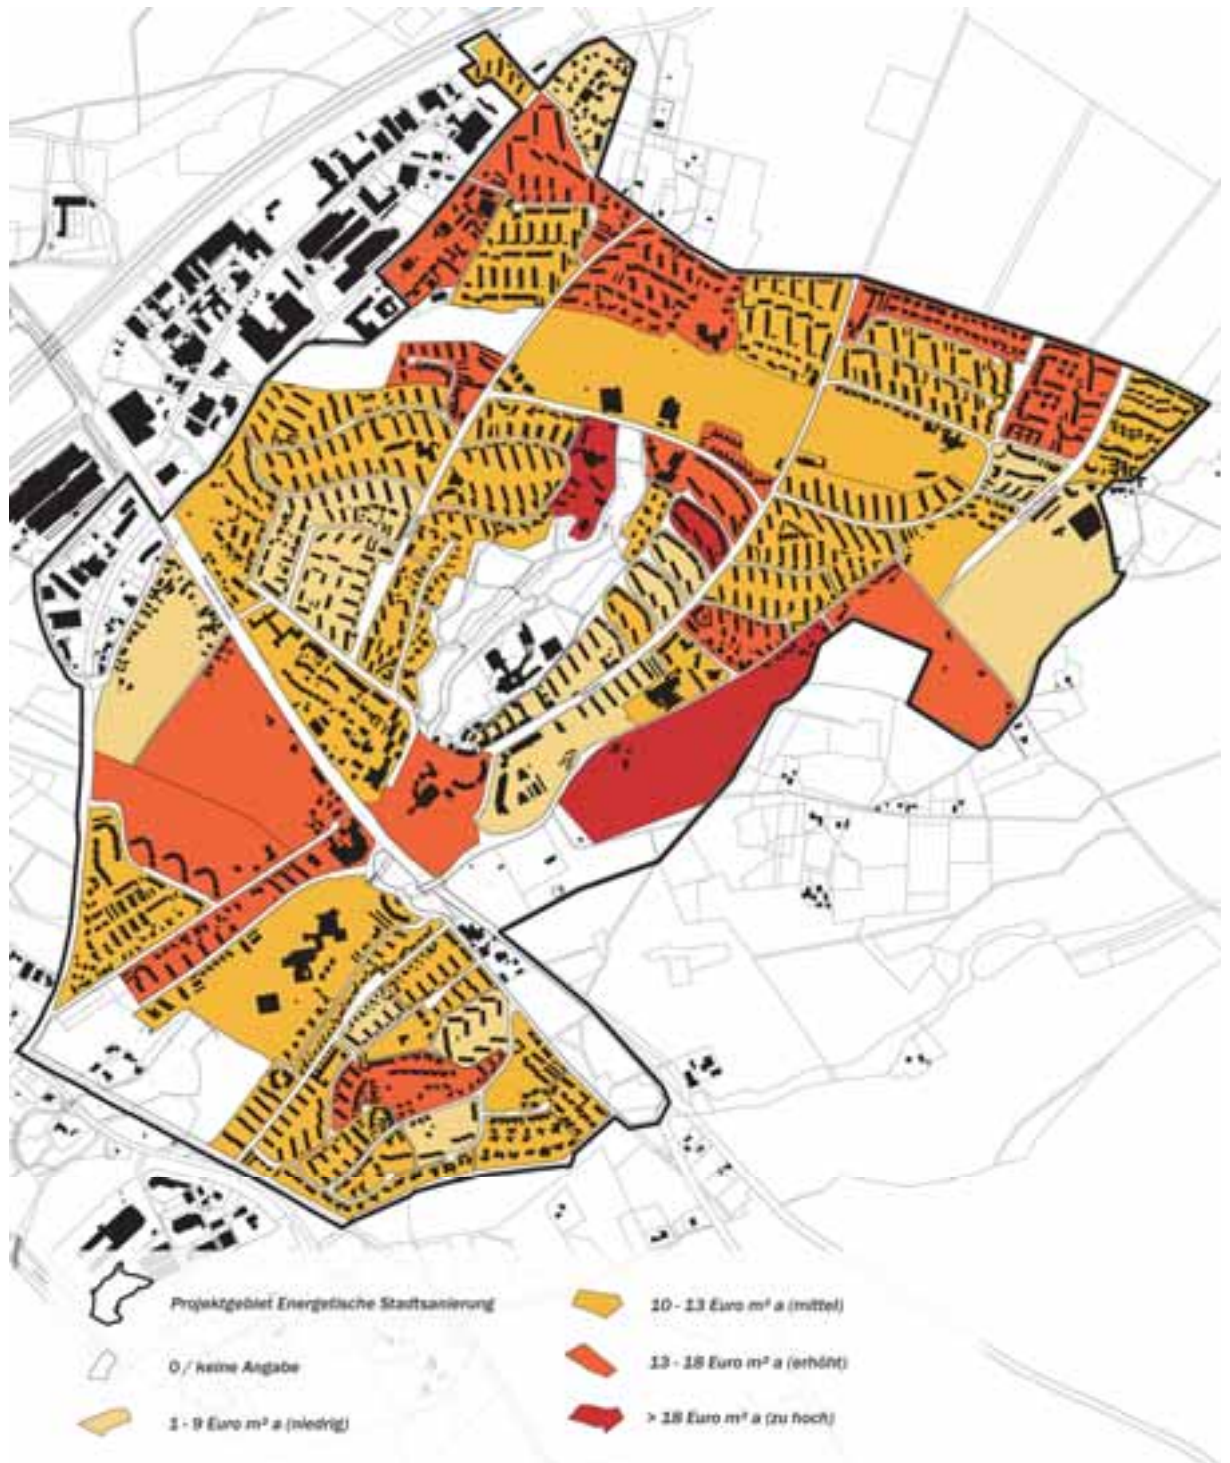 Projektgebiet Energetische Stadtsanierung
0 / keine Angabe
1 - 9 Euro m² a (niedrig)
10 - 13 Euro m² a (mittel)
13 - 18 Euro m² a (erhöht)
> 18 Euro m² a (zu hoch)